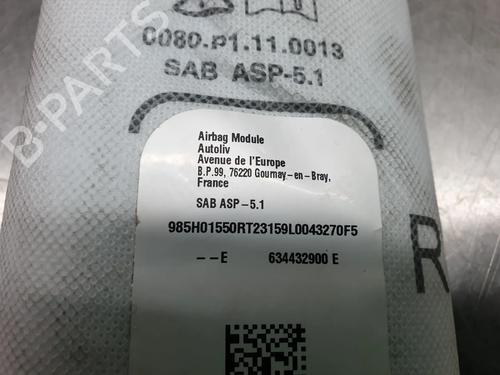 0080.P1.11.0013
SAB ASP-5.1
Airbag Module
Autoliv
Avenue de l'Europe
B.P.99, 76220 Gournay-en-Bray,
France
SAB ASP-5.1
985H01550RT23159L0043270F5
--E 634432900 E
R
B-PARTS